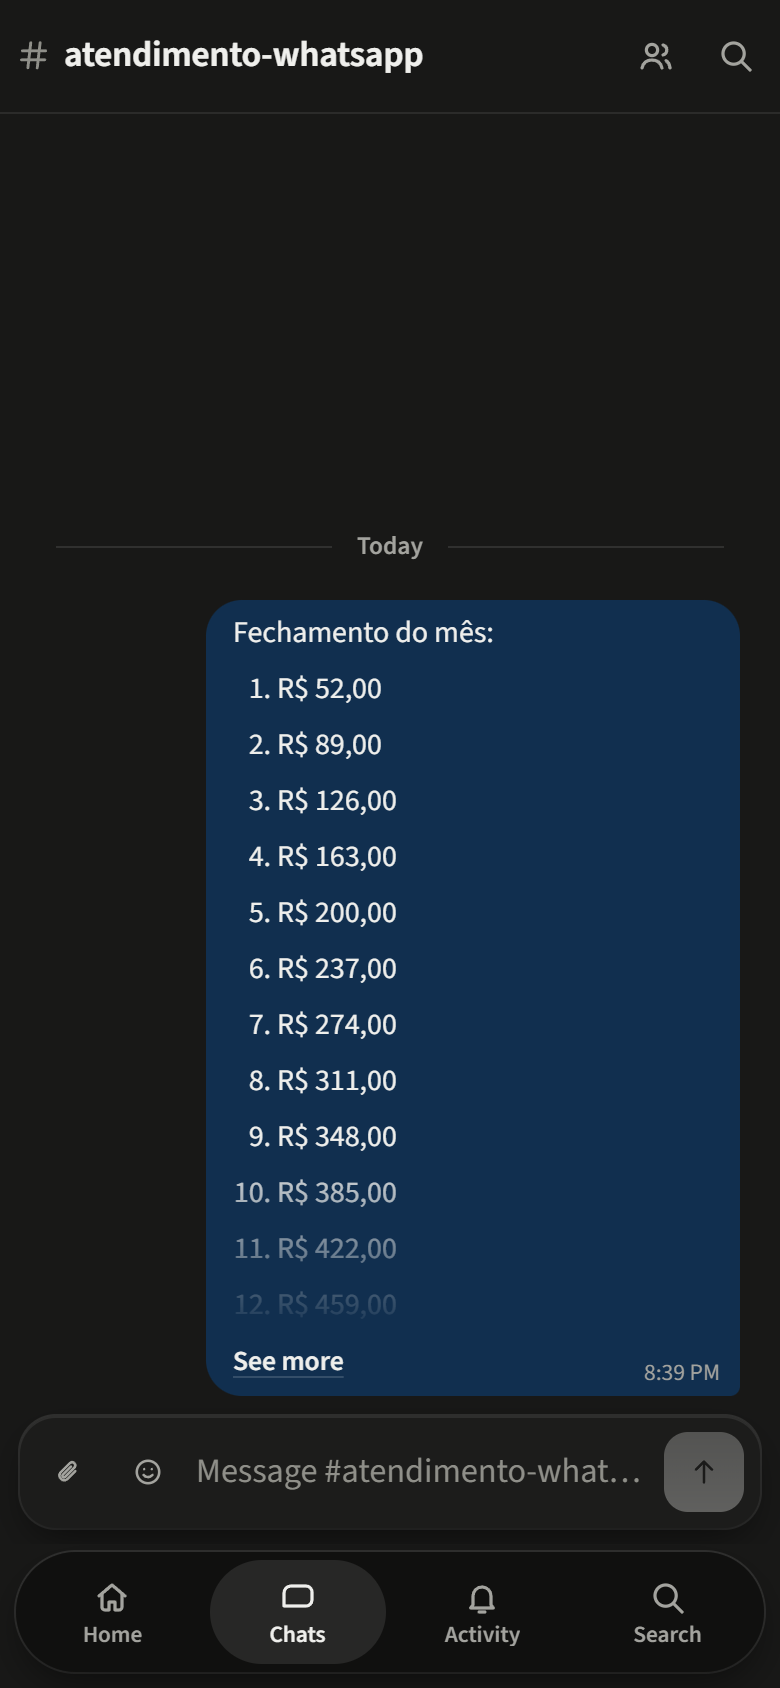 # atendimento-whatsapp
Today
Fechamento do mês:
1. R$ 52,00
2. R$ 89,00
3. R$ 126,00
4. R$ 163,00
5. R$ 200,00
6. R$ 237,00
7. R$ 274,00
8. R$ 311,00
9. R$ 348,00
10. R$ 385,00
11. R$ 422,00
12. R$ 459,00
See more
8:39 PM
Message #atendimento-what…
Home
Chats
Activity
Search